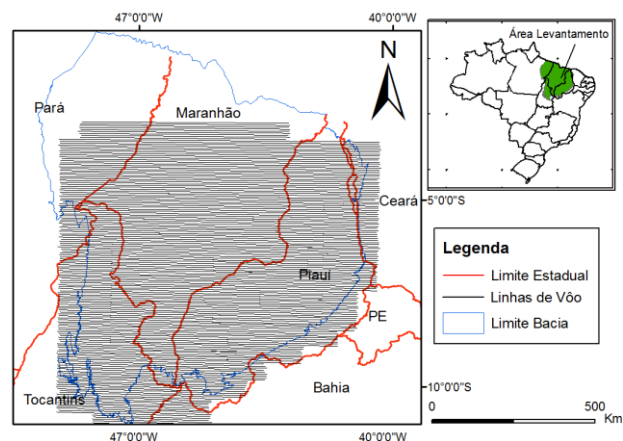 47°0'0"W
40°0'0"W
N
Área Levantamento
Pará
Maranhão
Ceará
5°0'0"S
Piauí
PE
Legenda
Limite Estadual
Linhas de Vôo
Limite Bacia
Bahia
Tocantins
10°0'0"S
47°0'0"W
40°0'0"W
0
500
Km